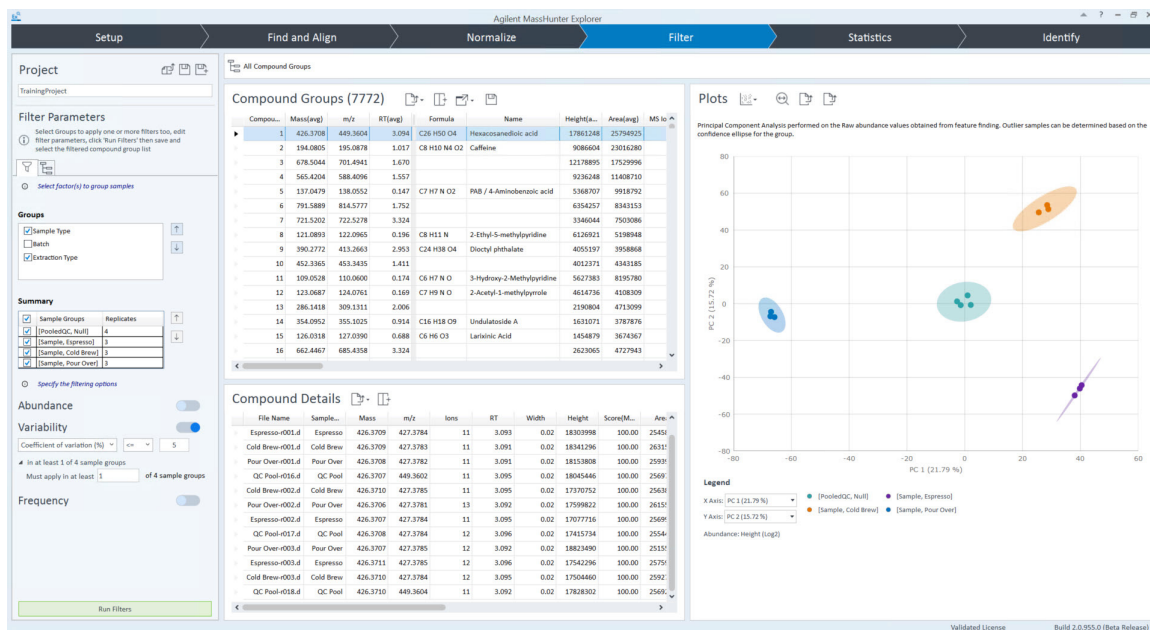 Agilent MassHunter Explorer
Setup Find and Align Normalize Filter Statistics Identify
Project
TrainingProject
Filter Parameters
Select Groups to apply one or more filters too, edit
filter parameters, click 'Run Filters' then save and
select the filtered compound group list
Select factor(s) to group samples
Groups
Sample Type
Batch
Extraction Type
Summary
Sample Groups Replicates
[PooledQC, Null] 4
[Sample, Espresso] 3
[Sample, Cold Brew] 3
[Sample, Pour Over] 3
Specify the filtering options
Abundance
Variability
Coefficient of variation (%) <= 5
In at least 1 of 4 sample groups
Must apply in at least 1 of 4 sample groups
Frequency
Run Filters
All Compound Groups
Compound Groups (7772)
Compou... Mass(avg) m/z RT(avg) Formula Name Height(a... Area(avg) MS lo
1 426.3708 449.3604 3.094 C26 H50 O4 Hexacosanedioic acid 17861248 25794925
2 194.0805 195.0878 1.017 C8 H10 N4 O2 Caffeine 9086604 23016280
3 678.5044 701.4941 1.670 12178895 17529996
4 565.4204 588.4096 1.557 9236248 11408710
5 137.0479 138.0552 0.147 C7 H7 N O2 PAB / 4-Aminobenzoic acid 5368707 9918792
6 791.5889 814.5777 1.752 6354257 8343153
7 721.5202 722.5278 3.324 3346044 7503086
8 121.0893 122.0965 0.196 C8 H11 N 2-Ethyl-5-methylpyridine 6126921 5198948
9 390.2772 413.2663 2.953 C24 H38 O4 Dioctyl phthalate 4055197 3958868
10 452.3365 453.3435 1.411 4012371 4343185
11 109.0528 110.0600 0.174 C6 H7 N O 3-Hydroxy-2-Methylpyridine 5627383 8195780
12 123.0687 124.0761 0.169 C7 H9 N O 2-Acetyl-1-methylpyrrole 4614736 4108309
13 286.1418 309.1311 2.006 2190804 4713099
14 354.0952 355.1025 0.914 C16 H18 O9 Undulatoside A 1631071 3787876
15 126.0318 127.0390 0.688 C6 H6 O3 Larixinic Acid 1454879 3674367
16 662.4467 685.4358 3.324 2623065 4727943
Compound Details
File Name Sample... Mass m/z Ions RT Width Height Score(M... Are
Espresso-r001.d Espresso 426.3709 427.3784 11 3.093 0.02 18303998 100.00 25458
Cold Brew-r001.d Cold Brew 426.3709 427.3783 11 3.091 0.02 18341296 100.00 26315
Pour Over-r001.d Pour Over 426.3708 427.3782 11 3.091 0.02 18153808 100.00 25939
QC Pool-r016.d QC Pool 426.3707 449.3602 11 3.094 0.02 18045446 100.00 2569
Cold Brew-r002.d Cold Brew 426.3710 427.3785 11 3.095 0.02 17370752 100.00 25638
Pour Over-r002.d Pour Over 426.3706 427.3781 13 3.092 0.02 17599822 100.00 26155
Espresso-r002.d Espresso 426.3707 427.3784 11 3.095 0.02 17077716 100.00 25699
QC Pool-r017.d QC Pool 426.3708 427.3784 12 3.094 0.02 17415734 100.00 2554
Pour Over-r003.d Pour Over 426.3707 427.3785 12 3.092 0.02 18823490 100.00 25155
Espresso-r003.d Espresso 426.3711 427.3785 12 3.096 0.02 17542296 100.00 25759
Cold Brew-r003.d Cold Brew 426.3710 427.3784 12 3.095 0.02 17504460 100.00 2592
QC Pool-r018.d QC Pool 426.3710 449.3604 11 3.092 0.02 17828302 100.00 2569
Plots
Principal Component Analysis performed on the Raw abundance values obtained from feature finding. Outlier samples can be determined based on the
confidence ellipse for the group.
80
60
40
20
0
-20
-40
-60
-80
PC 2 (15.72 %)
-80 -60 -40 -20 0 20 40 60
PC 1 (21.79 %)
Legend
X Axis: PC 1 (21.79 %) [PooledQC, Null] [Sample, Espresso]
Y Axis: PC 2 (15.72 %) [Sample, Cold Brew] [Sample, Pour Over]
Abundance: Height (Log2)
Validated License Build 2.0.955.0 (Beta Release)